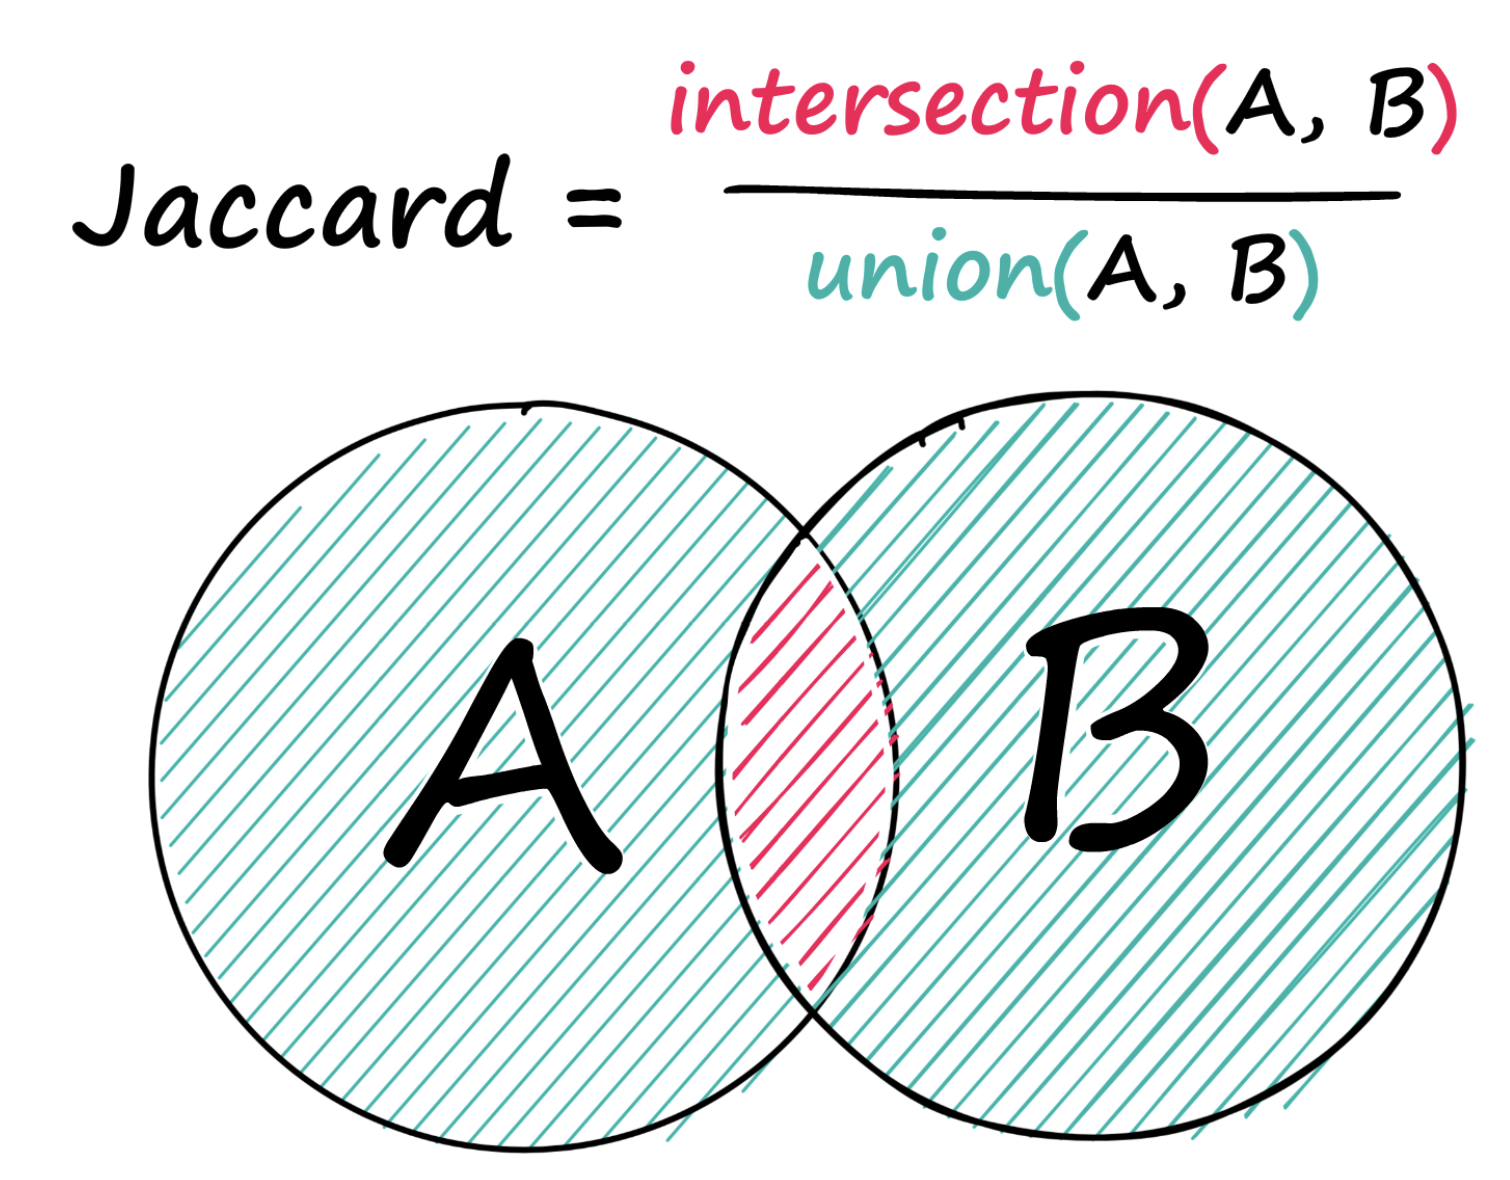 intersection(A, B)
Jaccard =
union(A, B)
A
B